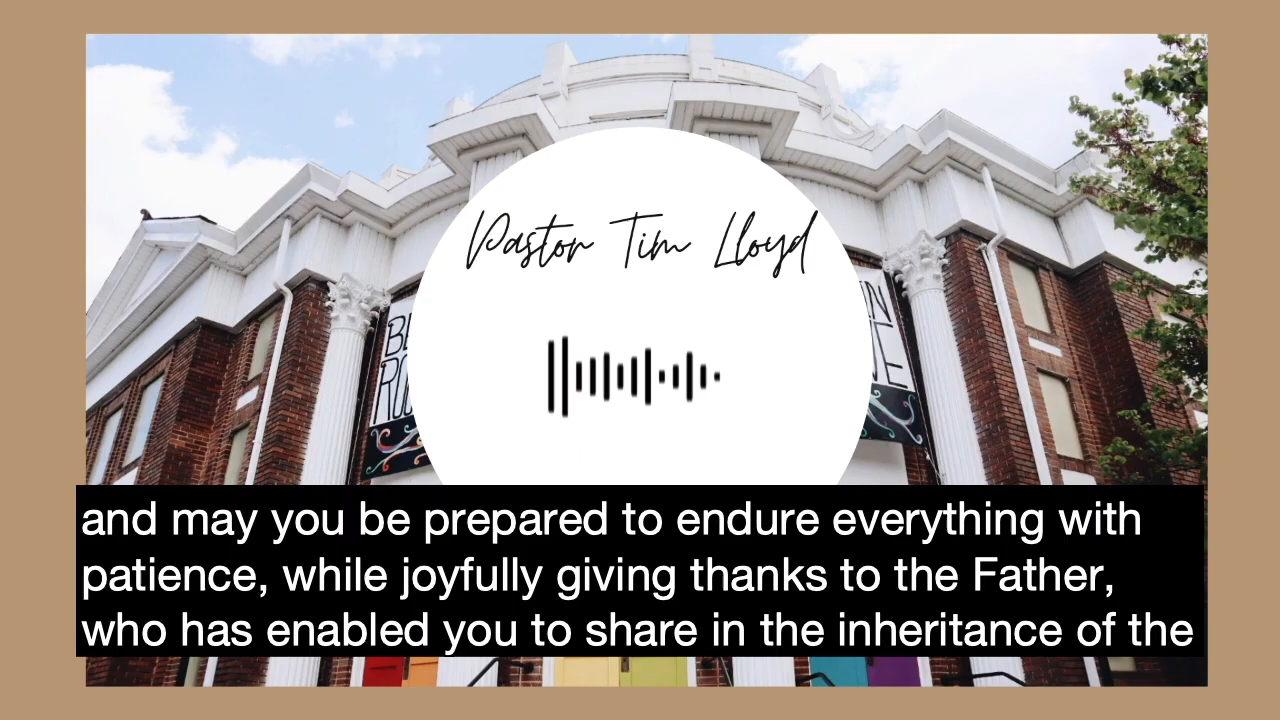 Pastor Tim Lloyd
and may you be prepared to endure everything with
patience, while joyfully giving thanks to the Father,
who has enabled you to share in the inheritance of the